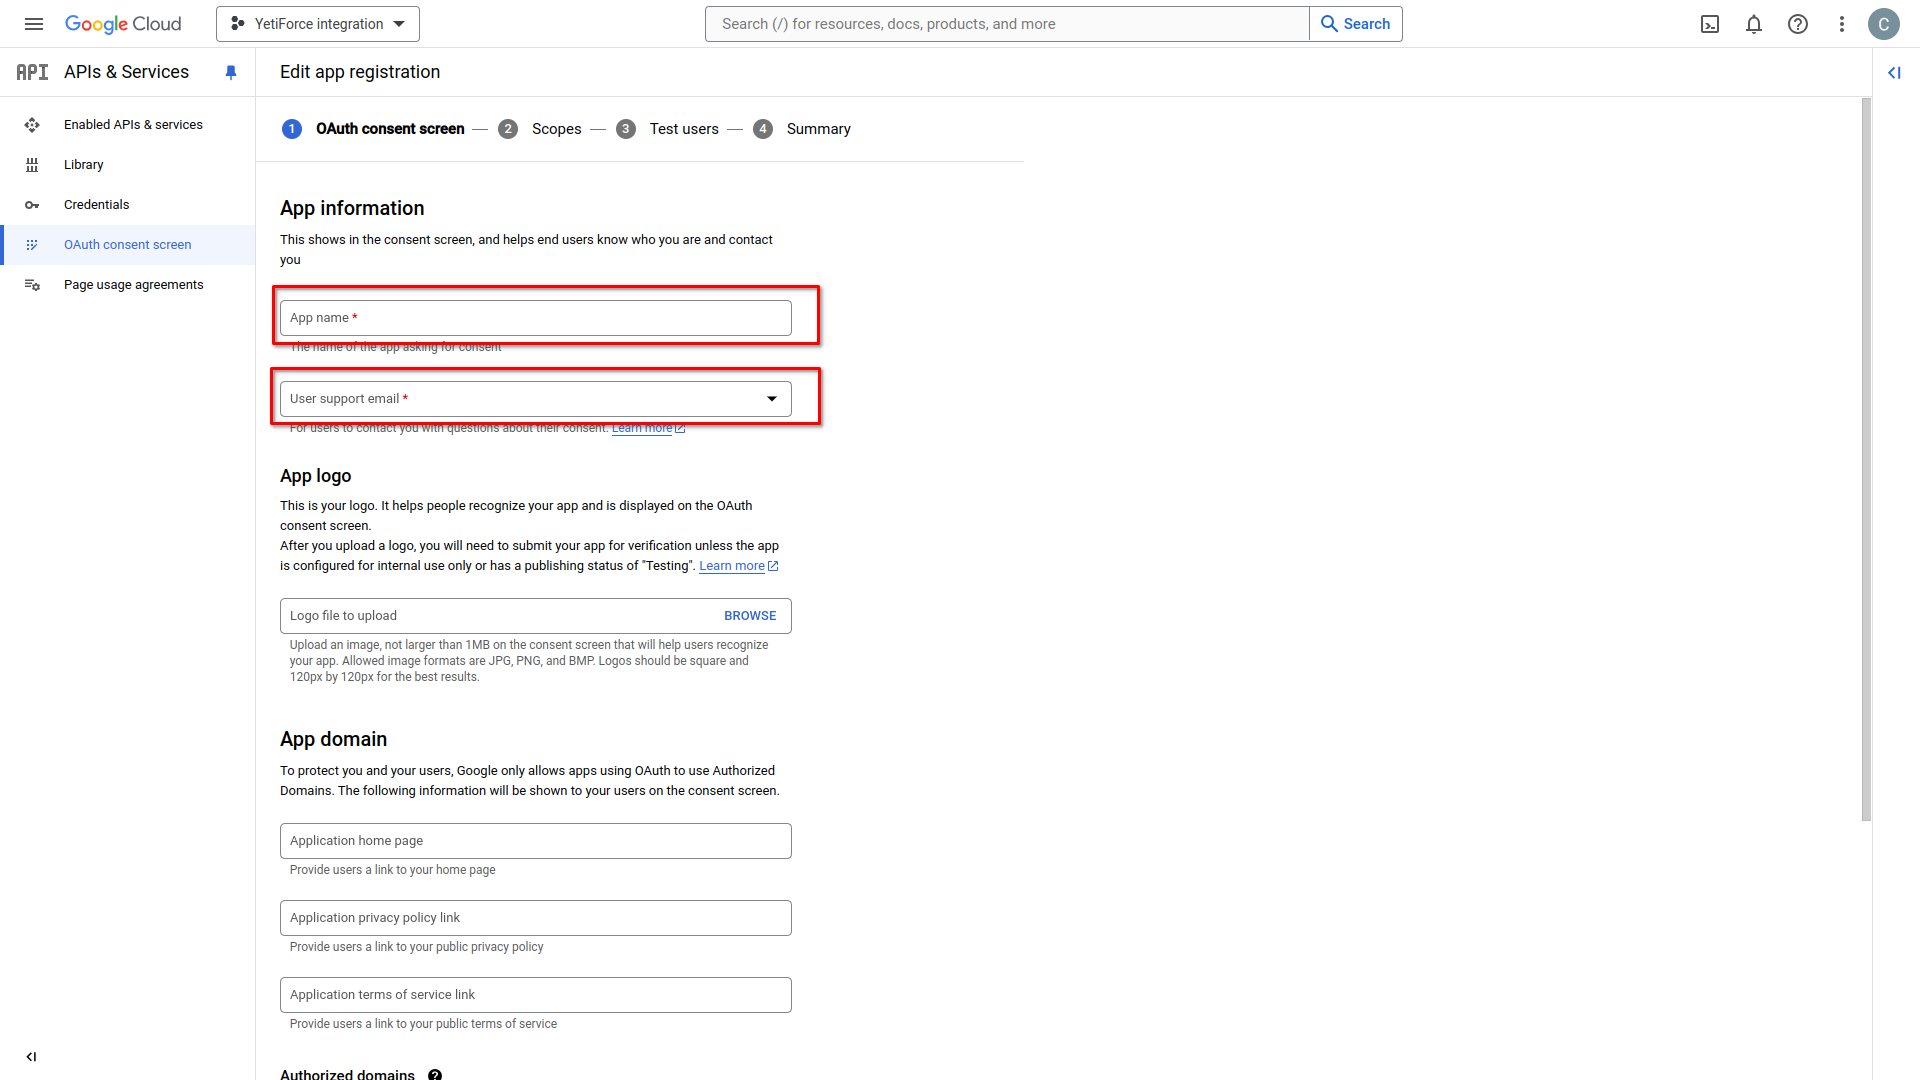 Google Cloud
YetiForce integration
Search (/) for resources, docs, products, and more
Search
C
API
APIs & Services
Edit app registration
Enabled APIs & services
Library
Credentials
OAuth consent screen
Page usage agreements
1 OAuth consent screen — 2 Scopes — 3 Test users — 4 Summary
App information
This shows in the consent screen, and helps end users know who you are and contact
you
App name *
The name of the app asking for consent
User support email *
For users to contact you with questions about their consent. Learn more
App logo
This is your logo. It helps people recognize your app and is displayed on the OAuth
consent screen.
After you upload a logo, you will need to submit your app for verification unless the app
is configured for internal use only or has a publishing status of "Testing". Learn more
Logo file to upload
BROWSE
Upload an image, not larger than 1MB on the consent screen that will help users recognize
your app. Allowed image formats are JPG, PNG, and BMP. Logos should be square and
120px by 120px for the best results.
App domain
To protect you and your users, Google only allows apps using OAuth to use Authorized
Domains. The following information will be shown to your users on the consent screen.
Application home page
Provide users a link to your home page
Application privacy policy link
Provide users a link to your public privacy policy
Application terms of service link
Provide users a link to your public terms of service
Authorized domains